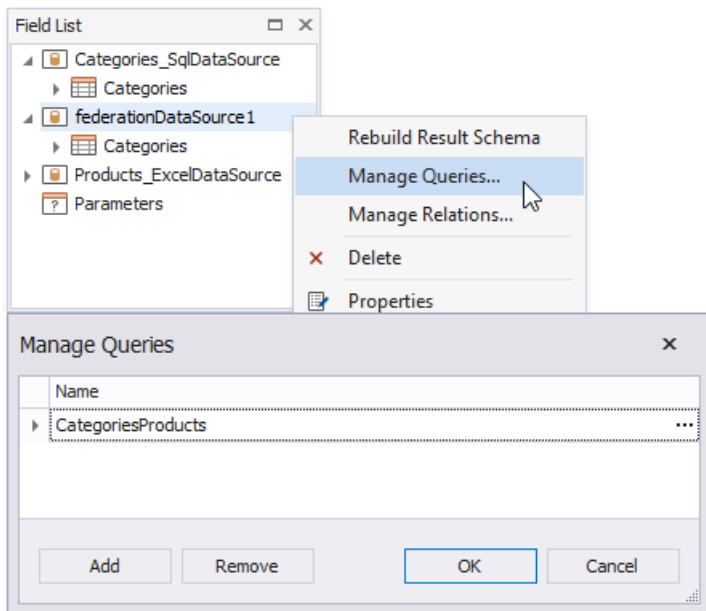 Field List
Categories_SqlDataSource
Categories
federationDataSource1
Categories
Products_ExcelDataSource
? Parameters
Rebuild Result Schema
Manage Queries...
Manage Relations...
Delete
Properties
Manage Queries
Name
CategoriesProducts ...
Add Remove OK Cancel